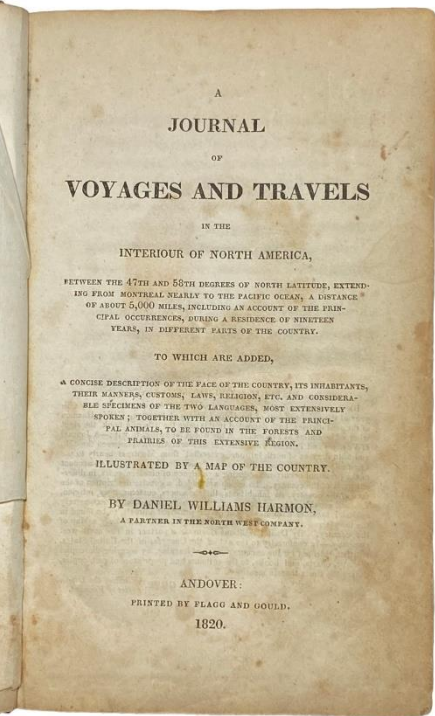 A
JOURNAL
OF
VOYAGES AND TRAVELS
IN THE
INTERIOUR OF NORTH AMERICA,
BETWEEN THE 47TH AND 58TH DEGREES OF NORTH LATITUDE, EXTEND-
ING FROM MONTREAL NEARLY TO THE PACIFIC OCEAN, A DISTANCE
OF ABOUT 5,000 MILES, INCLUDING AN ACCOUNT OF THE PRIN-
CIPAL OCCURRENCES, DURING A RESIDENCE OF NINETEEN
YEARS, IN DIFFERENT PARTS OF THE COUNTRY.
TO WHICH ARE ADDED,
A CONCISE DESCRIPTION OF THE FACE OF THE COUNTRY, ITS INHABITANTS,
THEIR MANNERS, CUSTOMS, LAWS, RELIGION, ETC. AND CONSIDERA-
BLE SPECIMENS OF THE TWO LANGUAGES, MOST EXTENSIVELY
SPOKEN; TOGETHER WITH AN ACCOUNT OF THE PRINCI-
PAL ANIMALS, TO BE FOUND IN THE FORESTS AND
PRAIRIES OF THIS EXTENSIVE REGION.
ILLUSTRATED BY A MAP OF THE COUNTRY.
BY DANIEL WILLIAMS HARMON,
A PARTNER IN THE NORTH WEST COMPANY.
ANDOVER:
PRINTED BY FLAGG AND GOULD.
1820.